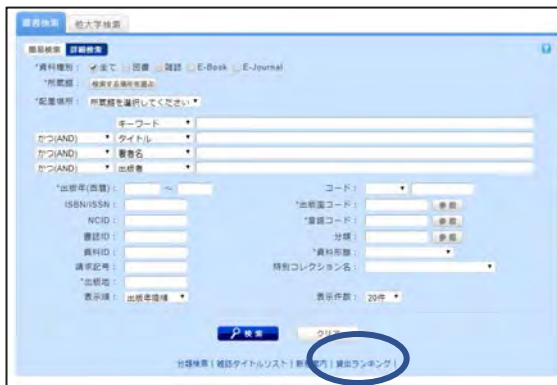 蔵書検索 他大学検索
簡易検索 詳細検索
*資料種別： 全て 図書 雑誌 E-Book E-Journal
*所蔵館： 検索する場所を選ぶ
*配置場所： 所蔵館を選択してください
キーワード
かつ(AND) タイトル
かつ(AND) 著者名
かつ(AND) 出版者
*出版年(西暦)： ～ コード：
ISBN/ISSN： *出版国コード： 参照
NCID： *言語コード： 参照
書誌ID： 分類： 参照
資料ID： *資料形態：
請求記号： 特別コレクション名：
*出版地：
表示順： 出版年降順 表示件数： 20件
検索 クリア
分類検索 | 雑誌タイトルリスト | 新着案内 | 貸出ランキング |